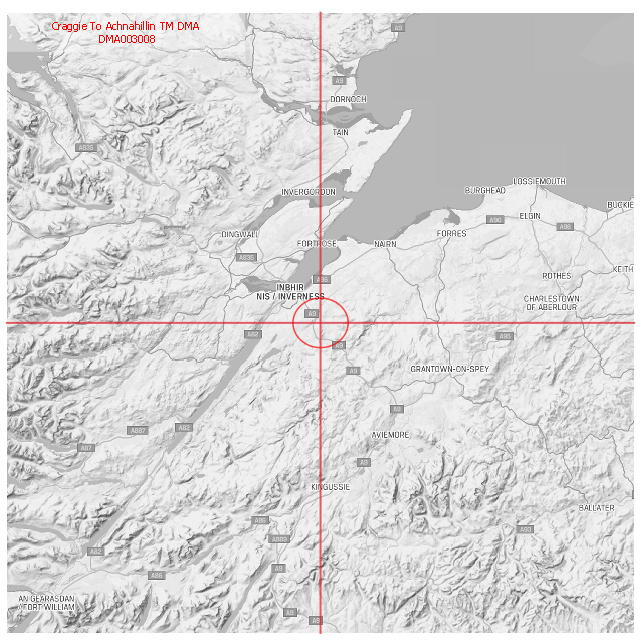 Craggie To Achnahillin TM DMA
DMA003008
A9
A9
DORNOCH
TAIN
A835
INVERGORDON
LOSSIEMOUTH
BURGHEAD
BUCKIE
ELGIN
A96
A98
DINGWALL
FORRES
FORTROSE
NAIRN
A835
ROTHES
KEITH
A96
INBHIR
NIS / INVERNESS
CHARLESTOWN
OF ABERLOUR
A9
A82
A95
A9
GRANTOWN-ON-SPEY
A9
A9
A887
A82
AVIEMORE
A87
A9
KINGUSSIE
BALLATER
A86
A93
A889
A82
A9
A86
AN GEARASDAN
/ FORT WILLIAM
A9
A9